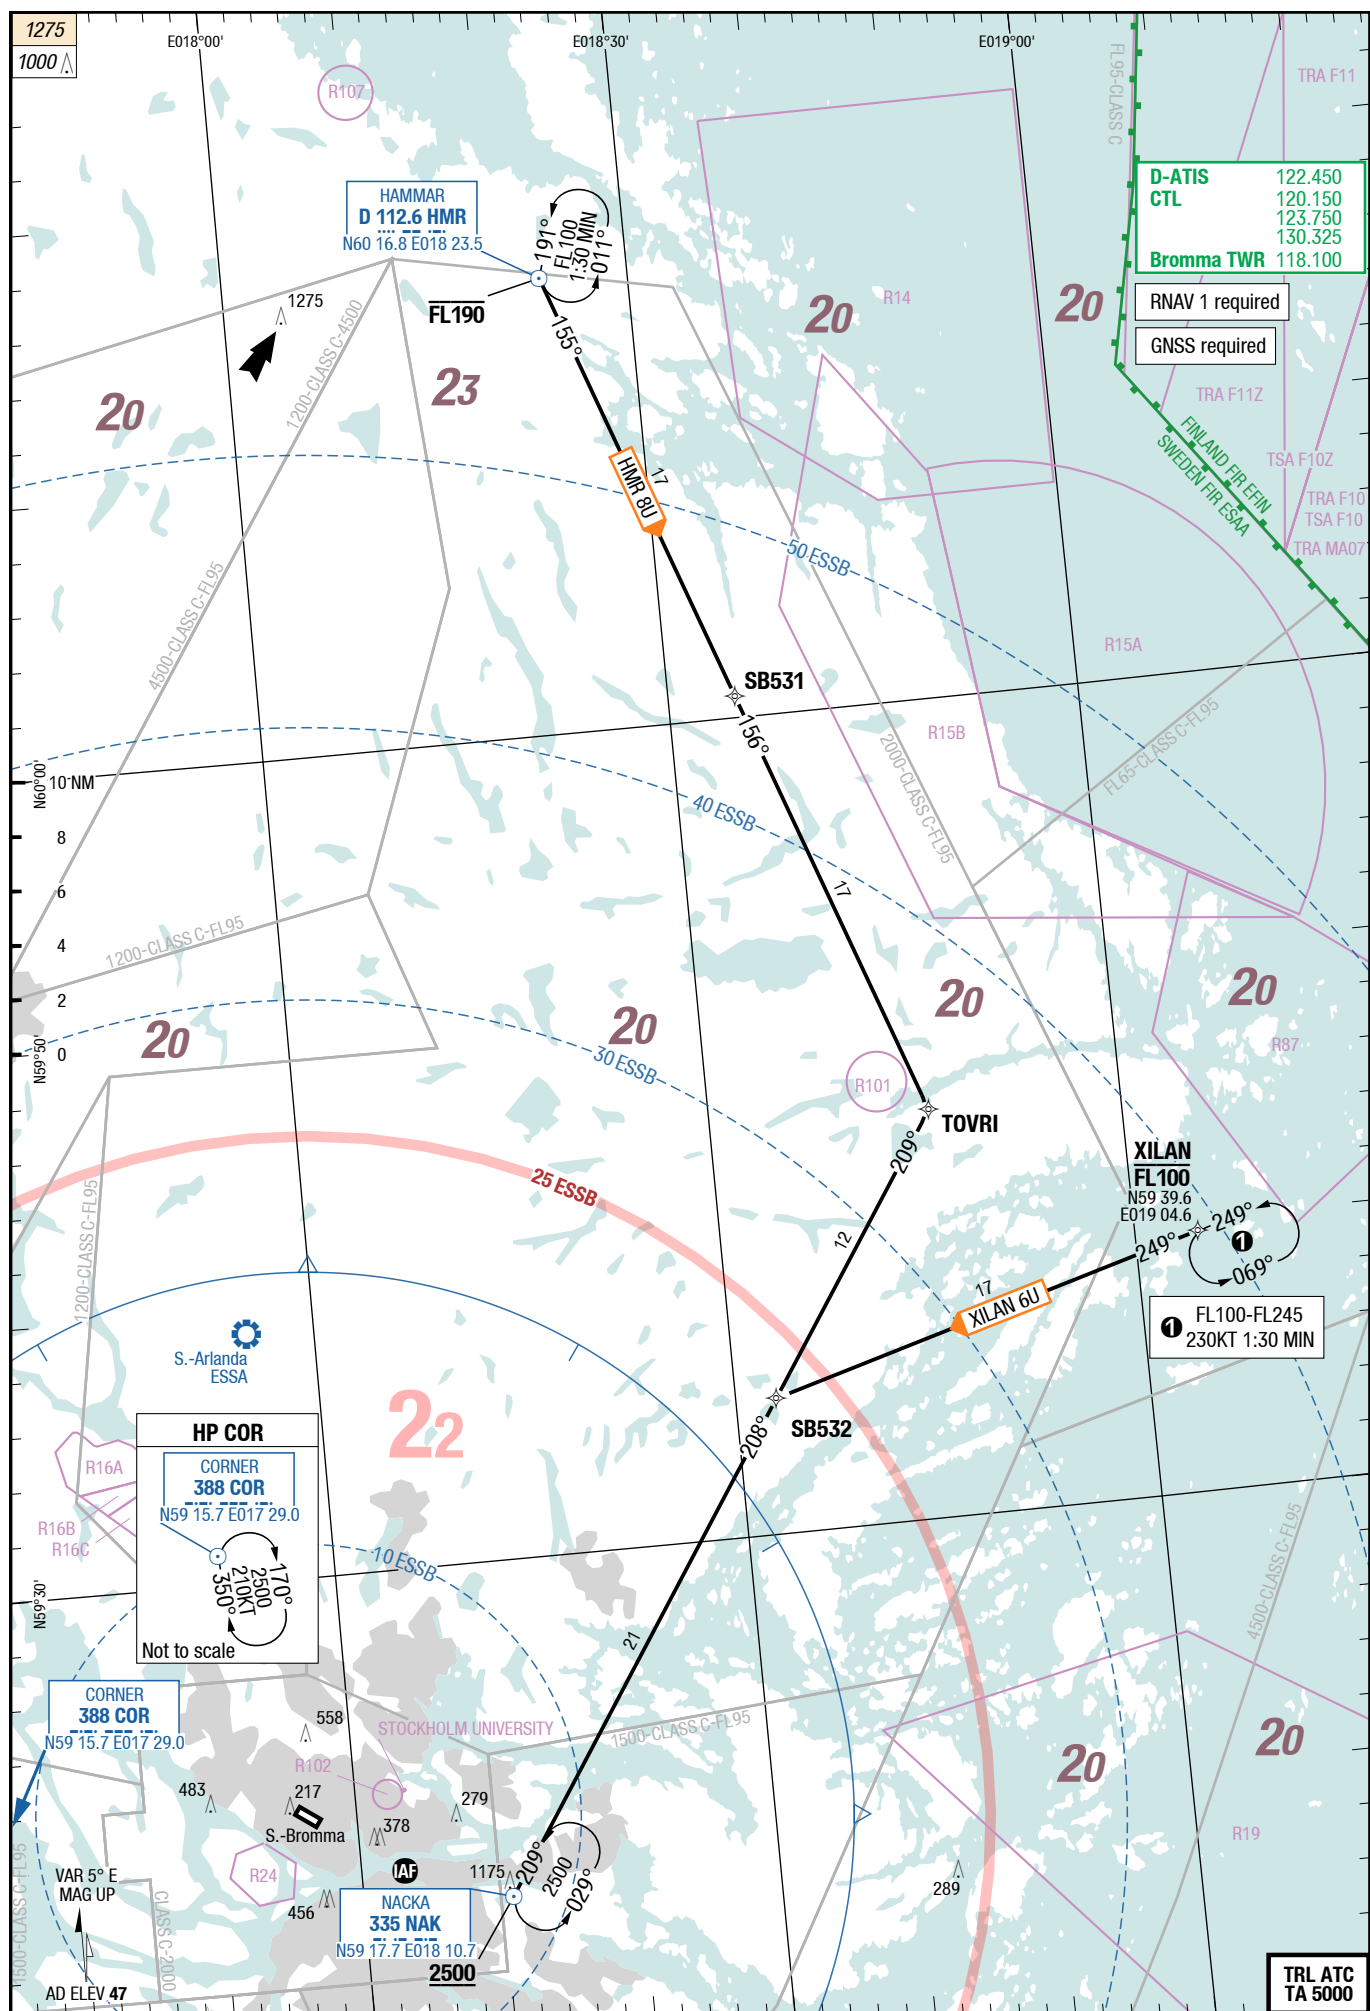 1275
1000
E018°00'
E018°30'
E019°00'
R107
FL95-CLASS C
TRA F11
D-ATIS 122.450
CTL 120.150
123.750
130.325
Bromma TWR 118.100
RNAV 1 required
GNSS required
HAMMAR
D 112.6 HMR
N60 16.8 E018 23.5
191°
FL100
1:30 MIN
011°
FL190
155°
1275
1200-CLASS C-4500
20
23
20
R14
20
TRA F11Z
FINLAND FIR EFIN
SWEDEN FIR ESAA
TSA F10Z
TRA F10
TSA F10
TRA MA07
HMR 8U
17
50 ESSB
4500-CLASS C-FL95
R15A
SB531
156°
R15B
2000-CLASS C-FL95
FL65-CLASS C-FL95
N60°00'
10 NM
8
6
4
2
0
40 ESSB
17
1200-CLASS C-FL95
20
20
20
20
N59°50'
30 ESSB
R101
R87
TOVRI
209°
XILAN
FL100
N59 39.6
E019 04.6
249°
249°
1
069°
25 ESSB
12
17
XILAN 6U
1 FL100-FL245
230KT 1:30 MIN
1200-CLASS C-FL95
S.-Arlanda
ESSA
22
SB532
208°
HP COR
CORNER
388 COR
N59 15.7 E017 29.0
170°
2500
210KT
350°
Not to scale
R16A
R16B
R16C
10 ESSB
N59°30'
4500-CLASS C-FL95
21
CORNER
388 COR
N59 15.7 E017 29.0
558
STOCKHOLM UNIVERSITY
R102
1500-CLASS C-FL95
20
20
483
217
279
S.-Bromma
378
R19
R24
IAF
1175
209°
2500
029°
289
456
NACKA
335 NAK
N59 17.7 E018 10.7
2500
VAR 5° E
MAG UP
1500-CLASS C-FL95
CLASS C-2000
AD ELEV 47
TRL ATC
TA 5000